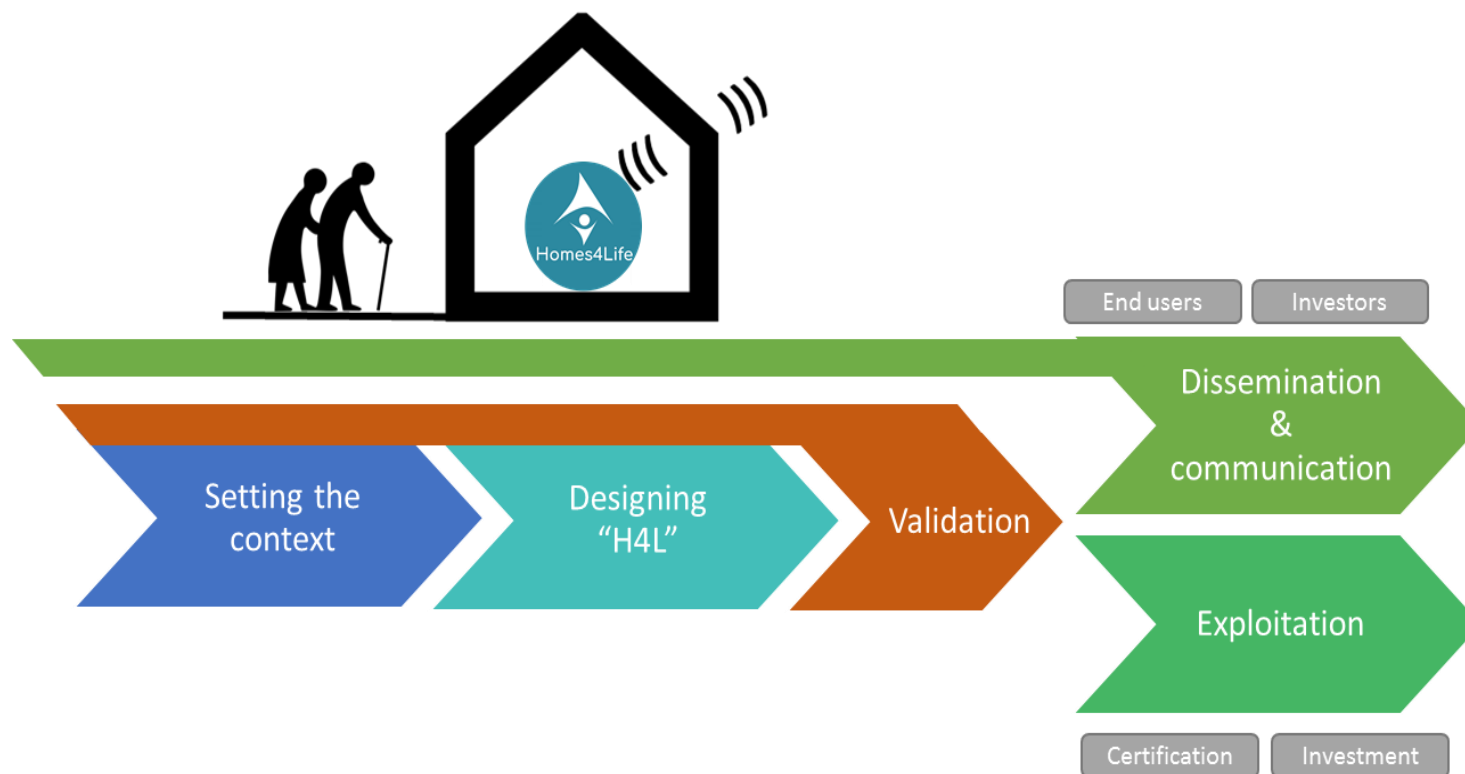 Homes4Life
End users
Investors
Dissemination
&
communication
Setting the
context
Designing
“H4L”
Validation
Exploitation
Certification
Investment